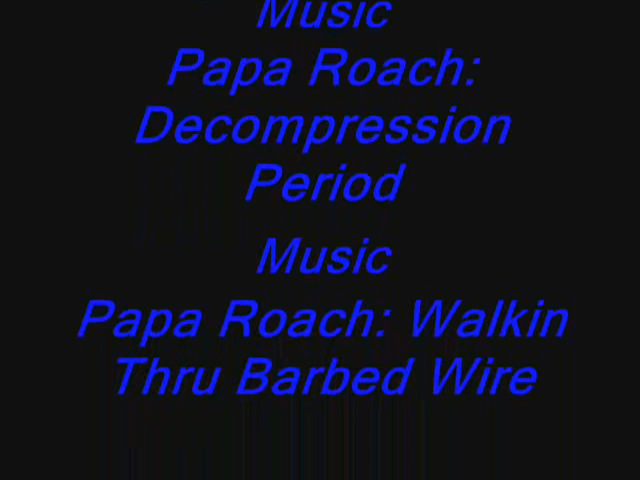 Music
Papa Roach:
Decompression
Period
Music
Papa Roach: Walkin
Thru Barbed Wire